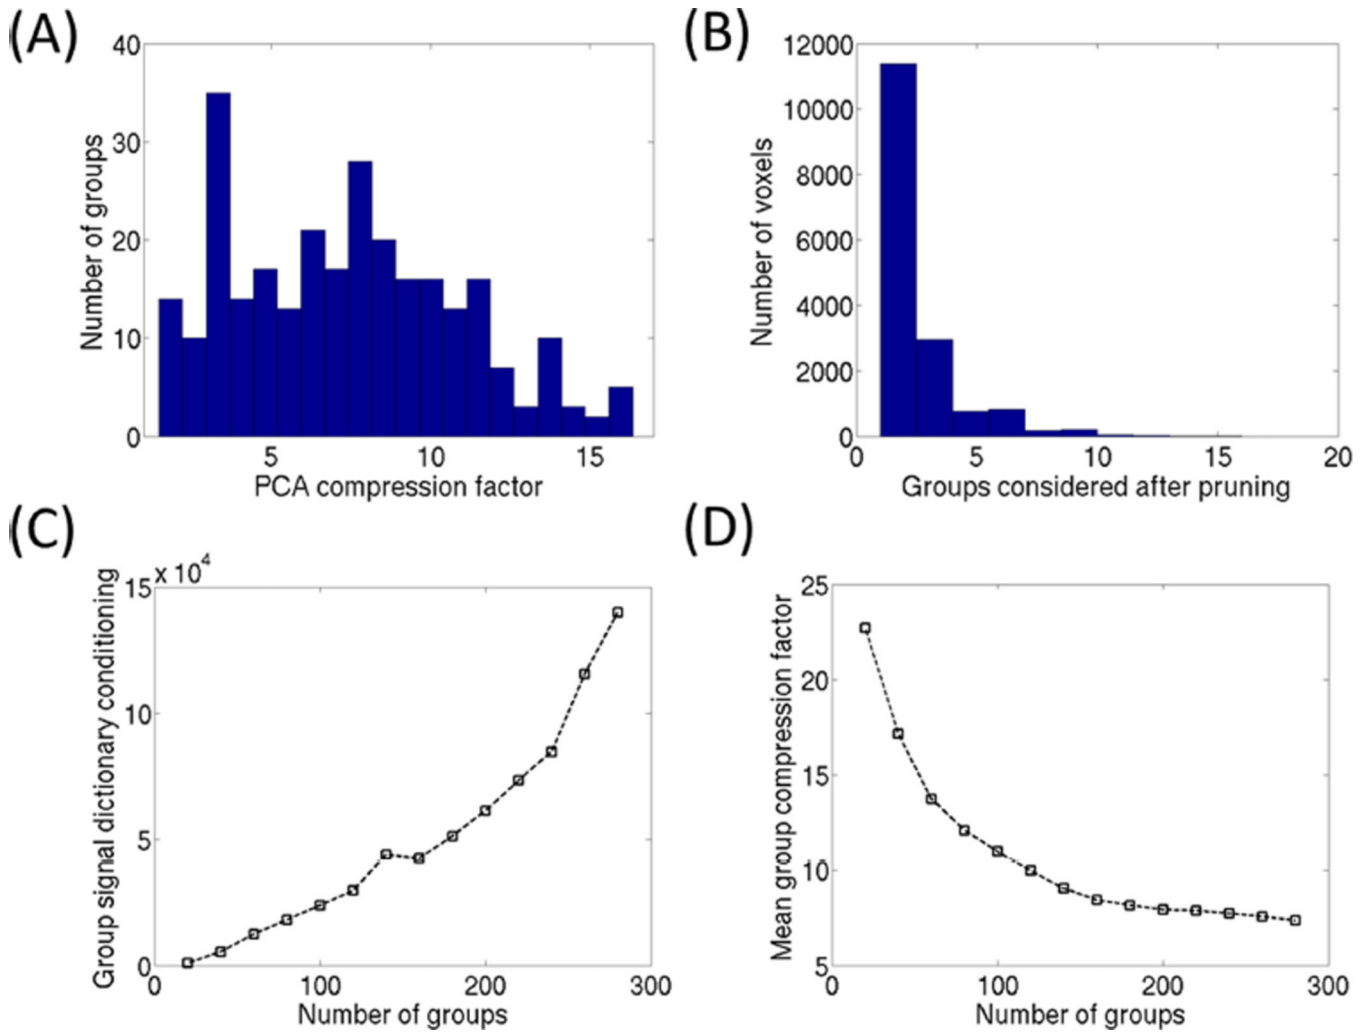 (A)
40
30
20
10
0
Number of groups
5 10 15
PCA compression factor
(B)
12000
10000
8000
6000
4000
2000
0
Number of voxels
0 5 10 15 20
Groups considered after pruning
(C)
x 10^4
15
10
5
0
Group signal dictionary conditioning
0 100 200 300
Number of groups
(D)
25
20
15
10
5
Mean group compression factor
0 100 200 300
Number of groups